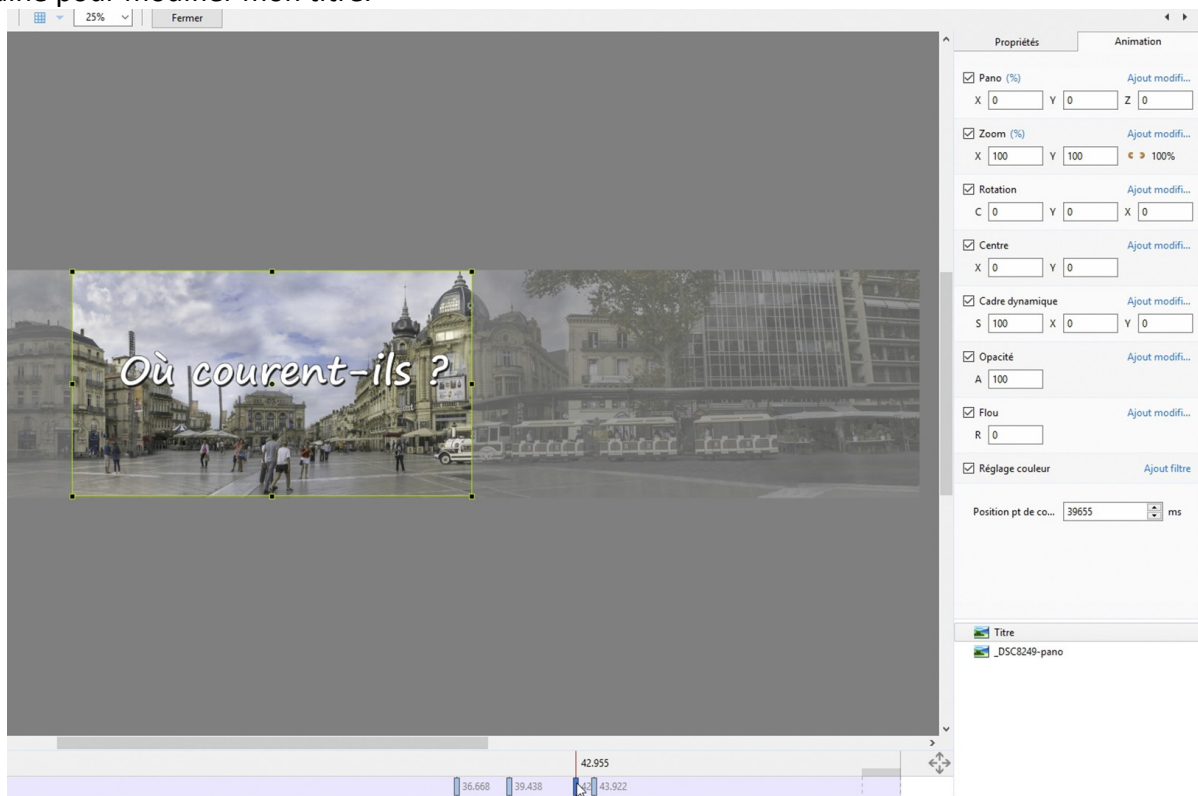 25% Fermer
Propriétés Animation
Pano (%) Ajout modifi...
X 0 Y 0 Z 0
Zoom (%) Ajout modifi...
X 100 Y 100 100%
Rotation Ajout modifi...
C 0 Y 0 X 0
Centre Ajout modifi...
X 0 Y 0
Cadre dynamique Ajout modifi...
S 100 X 0 Y 0
Opacité Ajout modifi...
A 100
Flou Ajout modifi...
R 0
Réglage couleur Ajout filtre
Position pt de co... 39655 ms
Où courent-ils ?
Titre
_DSC8249-pano
42.955
36.668 39.438 42 43.922